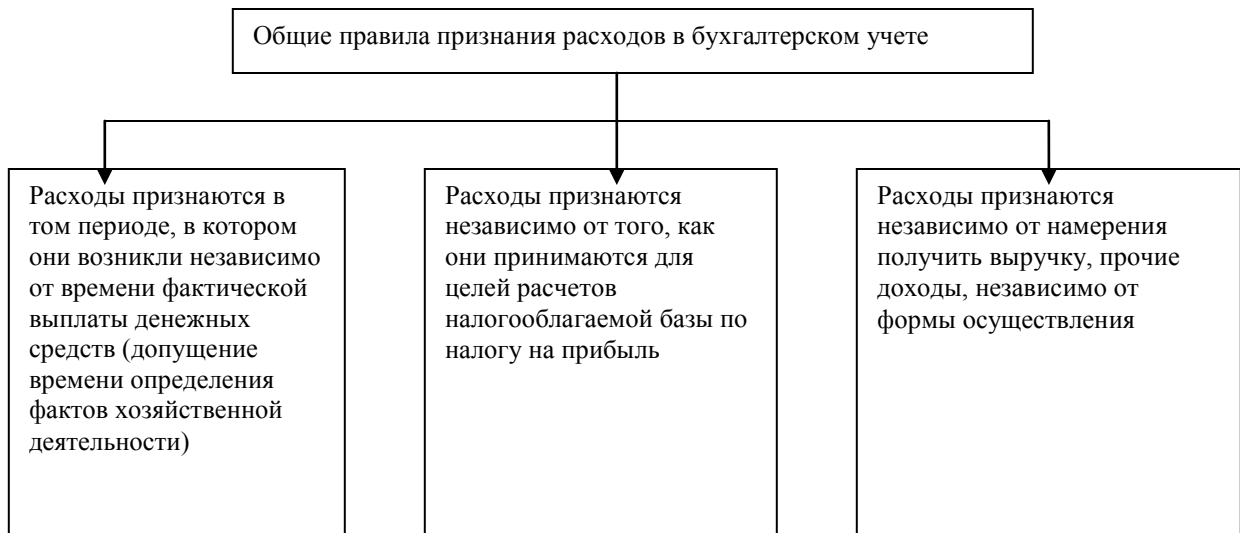 Общие правила признания расходов в бухгалтерском учете
Расходы признаются в
том периоде, в котором
они возникли независимо
от времени фактической
выплаты денежных
средств (допущение
времени определения
фактов хозяйственной
деятельности)
Расходы признаются
независимо от того, как
они принимаются для
целей расчетов
налогооблагаемой базы по
налогу на прибыль
Расходы признаются
независимо от намерения
получить выручку, прочие
доходы, независимо от
формы осуществления